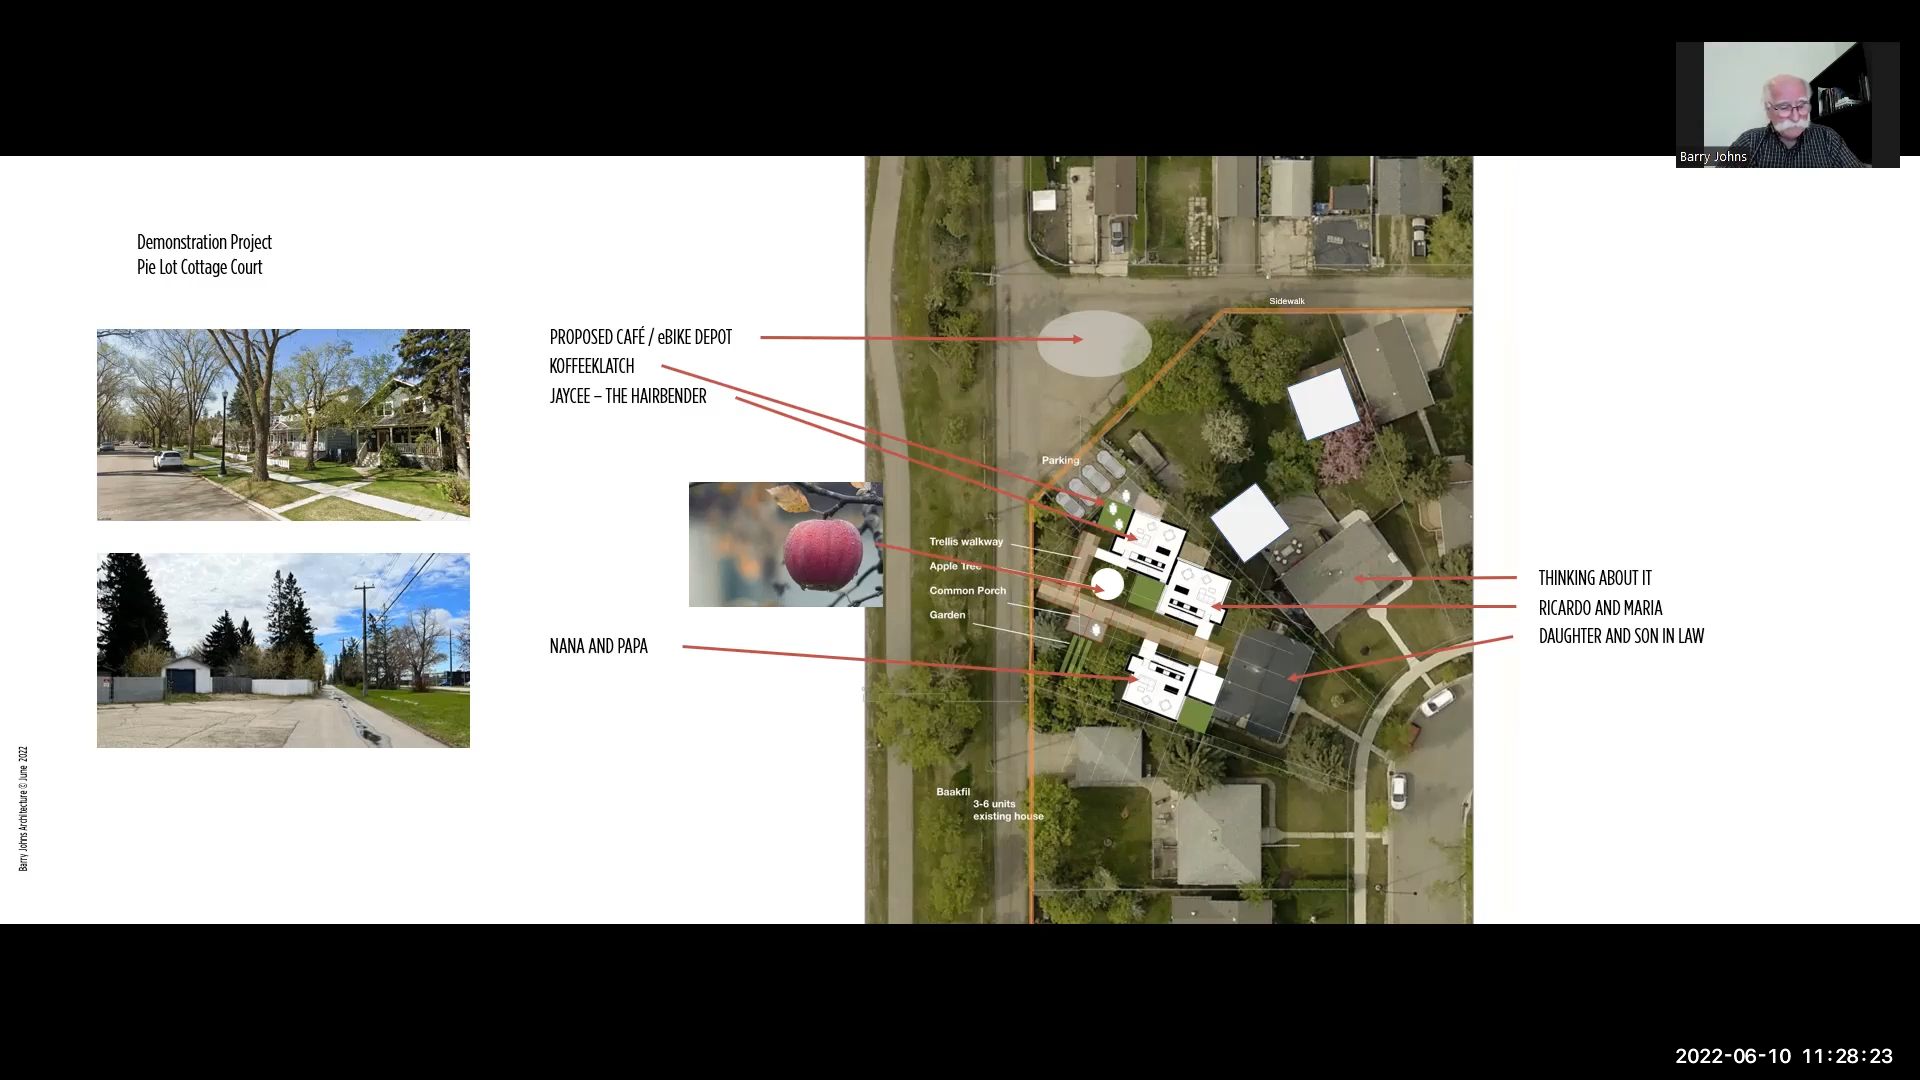 Barry Johns
Demonstration Project
Pie Lot Cottage Court
PROPOSED CAFÉ / eBIKE DEPOT
KOFFEEKLATCH
JAYCEE – THE HAIRBENDER
NANA AND PAPA
Sidewalk
Parking
Trellis walkway
Apple Tree
Common Porch
Garden
Baakfil
3-6 units
existing house
THINKING ABOUT IT
RICARDO AND MARIA
DAUGHTER AND SON IN LAW
Barry Johns Architecture © June 2022
2022-06-10 11:28:23